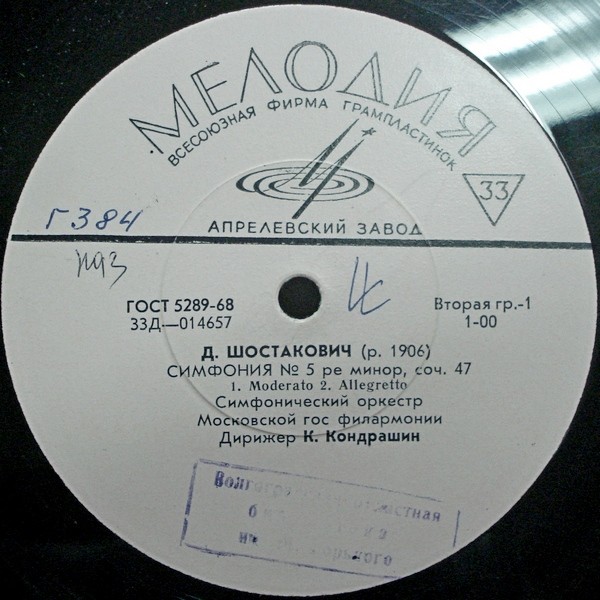 МЕЛОДИЯ
ВСЕСОЮЗНАЯ ФИРМА ГРАМПЛАСТИНОК
33
АПРЕЛЕВСКИЙ ЗАВОД
Г 384
ГОСТ 5289-68
33Д—014657
Вторая гр.-1
1-00
Д. ШОСТАКОВИЧ (р. 1906)
СИМФОНИЯ № 5 ре минор, соч. 47
1. Moderato 2. Allegretto
Симфонический оркестр
Московской гос филармонии
Дирижер К. Кондрашин